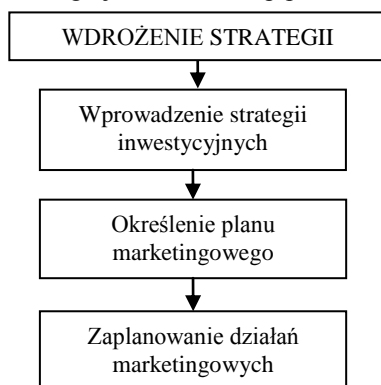 WDROŻENIE STRATEGII
Wprowadzenie strategii
inwestycyjnych
Określenie planu
marketingowego
Zaplanowanie działań
marketingowych